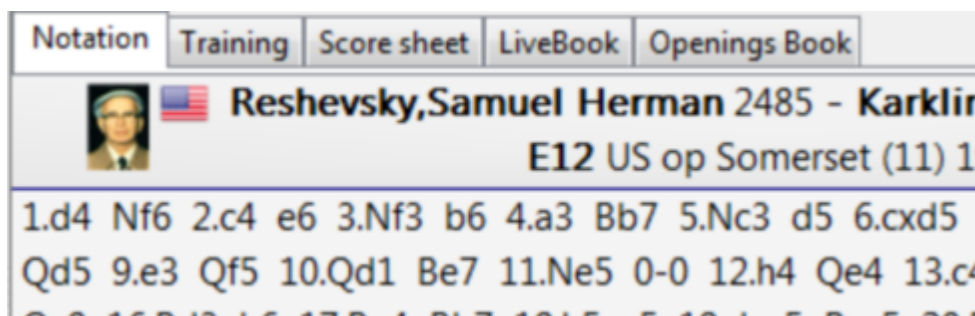 Notation Training Score sheet LiveBook Openings Book
Reshevsky,Samuel Herman 2485 - Karklin
E12 US op Somerset (11) 1
1.d4 Nf6 2.c4 e6 3.Nf3 b6 4.a3 Bb7 5.Nc3 d5 6.cxd5
Qd5 9.e3 Qf5 10.Qd1 Be7 11.Ne5 0-0 12.h4 Qe4 13.c4